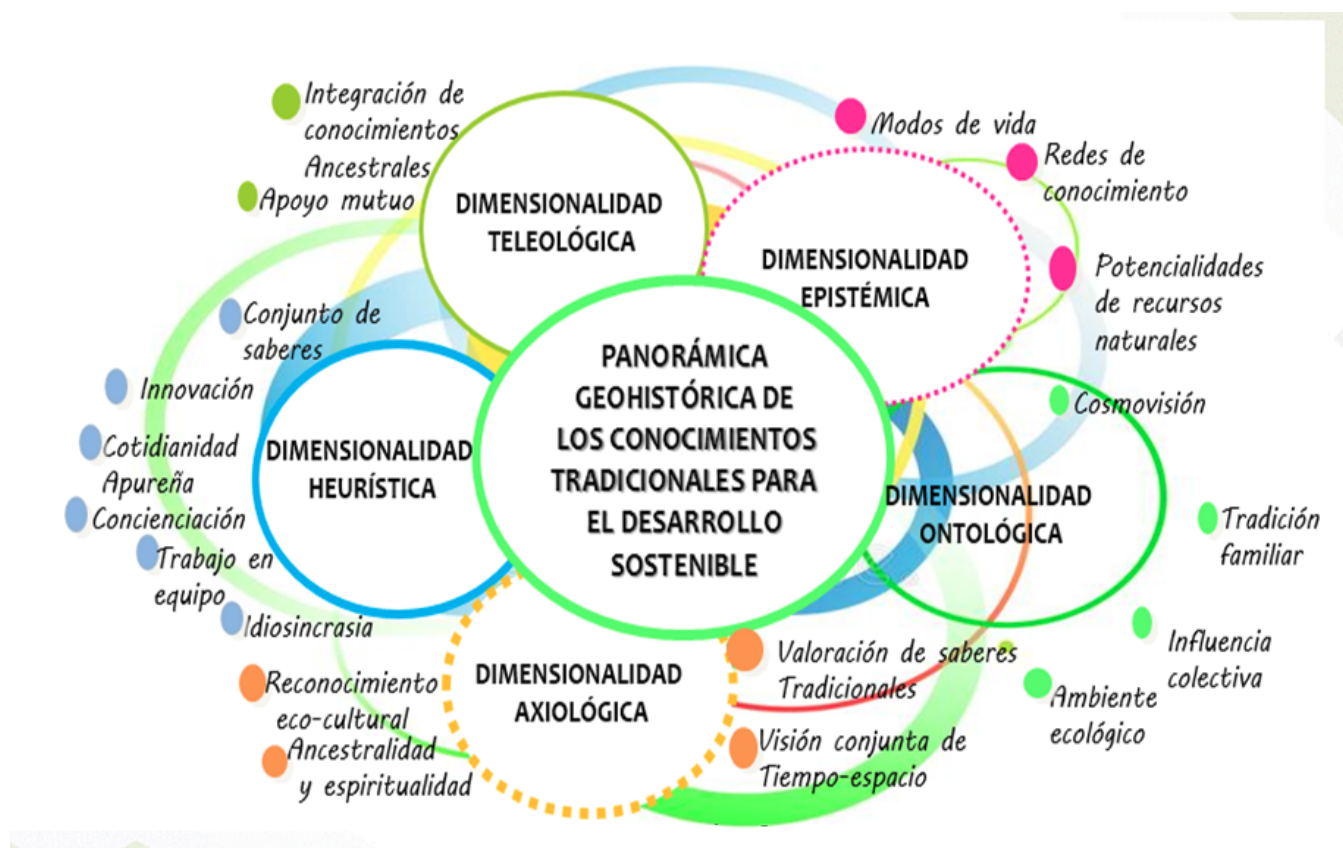 Integración de
conocimientos
Ancestrales
Apoyo mutuo
DIMENSIONALIDAD
TELEOLÓGICA
Modos de vida
Redes de
conocimiento
Potencialidades
de recursos
naturales
DIMENSIONALIDAD
EPISTÉMICA
Conjunto de
saberes
Innovación
Cotidianidad
Apureña
Concienciación
Trabajo en
equipo
Idiosincrasia
DIMENSIONALIDAD
HEURÍSTICA
PANORÁMICA
GEOHISTÓRICA DE
LOS CONOCIMIENTOS
TRADICIONALES PARA
EL DESARROLLO
SOSTENIBLE
Cosmovisión
DIMENSIONALIDAD
ONTOLÓGICA
Tradición
familiar
Influencia
colectiva
Ambiente
ecológico
Reconocimiento
eco-cultural
Ancestralidad
y espiritualidad
DIMENSIONALIDAD
AXIOLÓGICA
Valoración de saberes
Tradicionales
Visión conjunta de
Tiempo-espacio